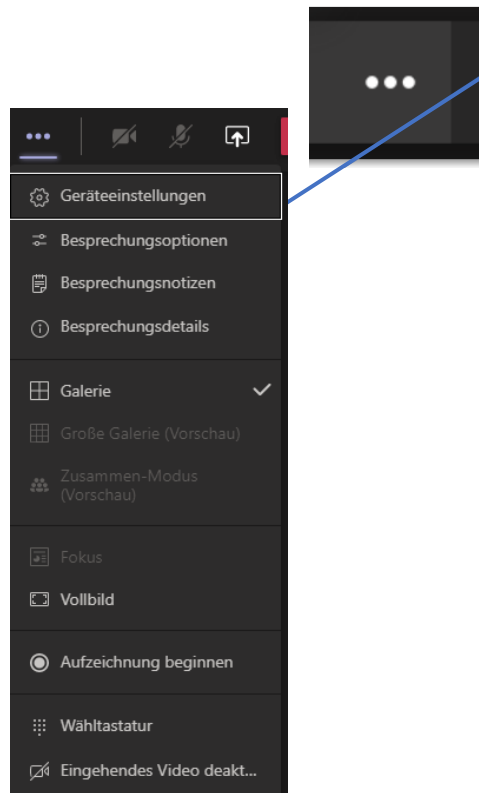 Geräteeinstellungen
Besprechungsoptionen
Besprechungsnotizen
Besprechungsdetails
Galerie
Große Galerie (Vorschau)
Zusammen-Modus
(Vorschau)
Fokus
Vollbild
Aufzeichnung beginnen
Wähltastatur
Eingehendes Video deakt...